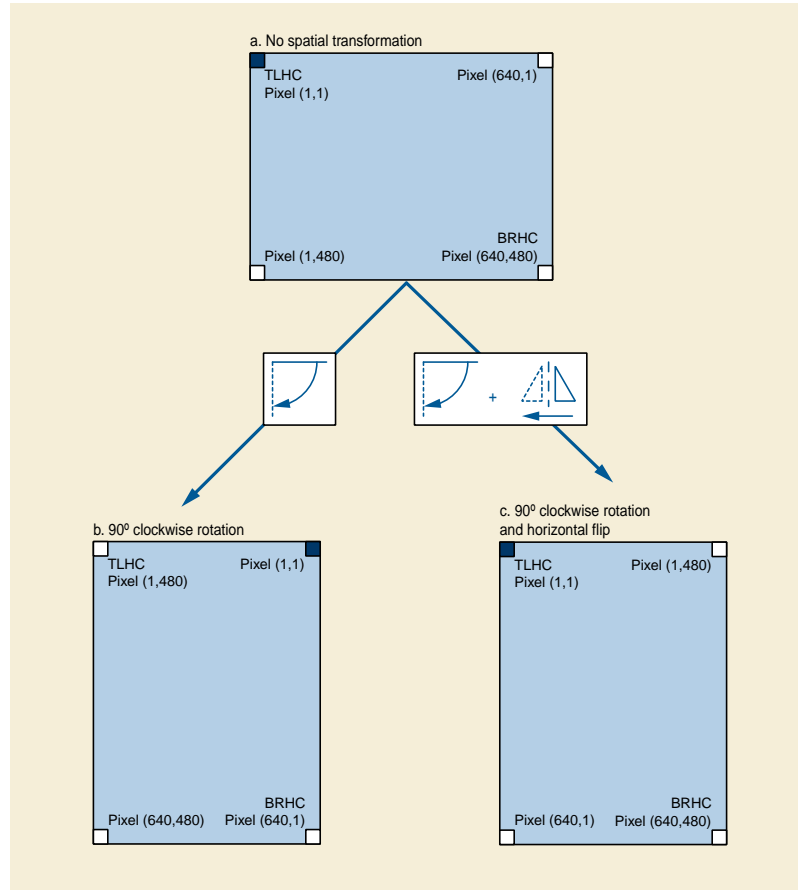 a. No spatial transformation
TLHC
Pixel (1,1)
Pixel (640,1)
Pixel (1,480)
BRHC
Pixel (640,480)
+
b. 90º clockwise rotation
TLHC
Pixel (1,480)
Pixel (1,1)
Pixel (640,480)
BRHC
Pixel (640,1)
c. 90º clockwise rotation
and horizontal flip
TLHC
Pixel (1,1)
Pixel (1,480)
Pixel (640,1)
BRHC
Pixel (640,480)